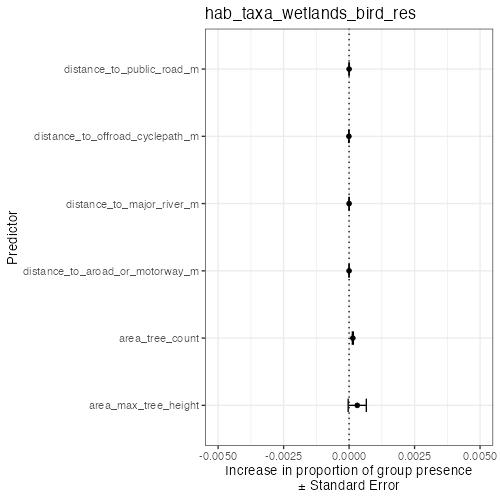 hab_taxa_wetlands_bird_res
Predictor
distance_to_public_road_m
distance_to_offroad_cyclepath_m
distance_to_major_river_m
distance_to_aroad_or_motorway_m
area_tree_count
area_max_tree_height
-0.0050 -0.0025 0.0000 0.0025 0.0050
Increase in proportion of group presence
± Standard Error